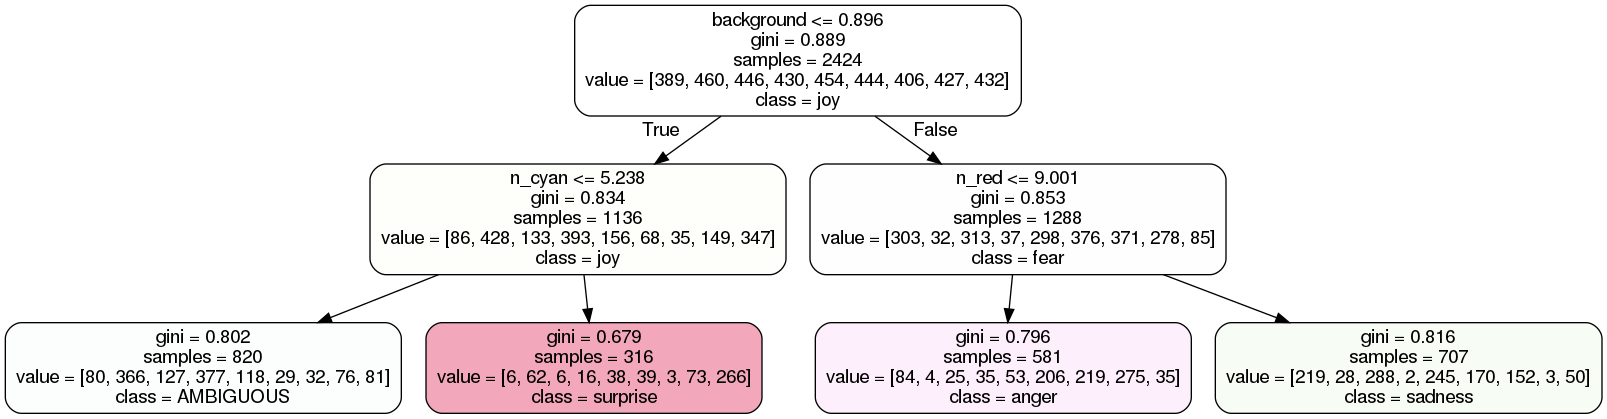 background <= 0.896
gini = 0.889
samples = 2424
value = [389, 460, 446, 430, 454, 444, 406, 427, 432]
class = joy
True
False
n_cyan <= 5.238
gini = 0.834
samples = 1136
value = [86, 428, 133, 393, 156, 68, 35, 149, 347]
class = joy
n_red <= 9.001
gini = 0.853
samples = 1288
value = [303, 32, 313, 37, 298, 376, 371, 278, 85]
class = fear
gini = 0.802
samples = 820
value = [80, 366, 127, 377, 118, 29, 32, 76, 81]
class = AMBIGUOUS
gini = 0.679
samples = 316
value = [6, 62, 6, 16, 38, 39, 3, 73, 266]
class = surprise
gini = 0.796
samples = 581
value = [84, 4, 25, 35, 53, 206, 219, 275, 35]
class = anger
gini = 0.816
samples = 707
value = [219, 28, 288, 2, 245, 170, 152, 3, 50]
class = sadness